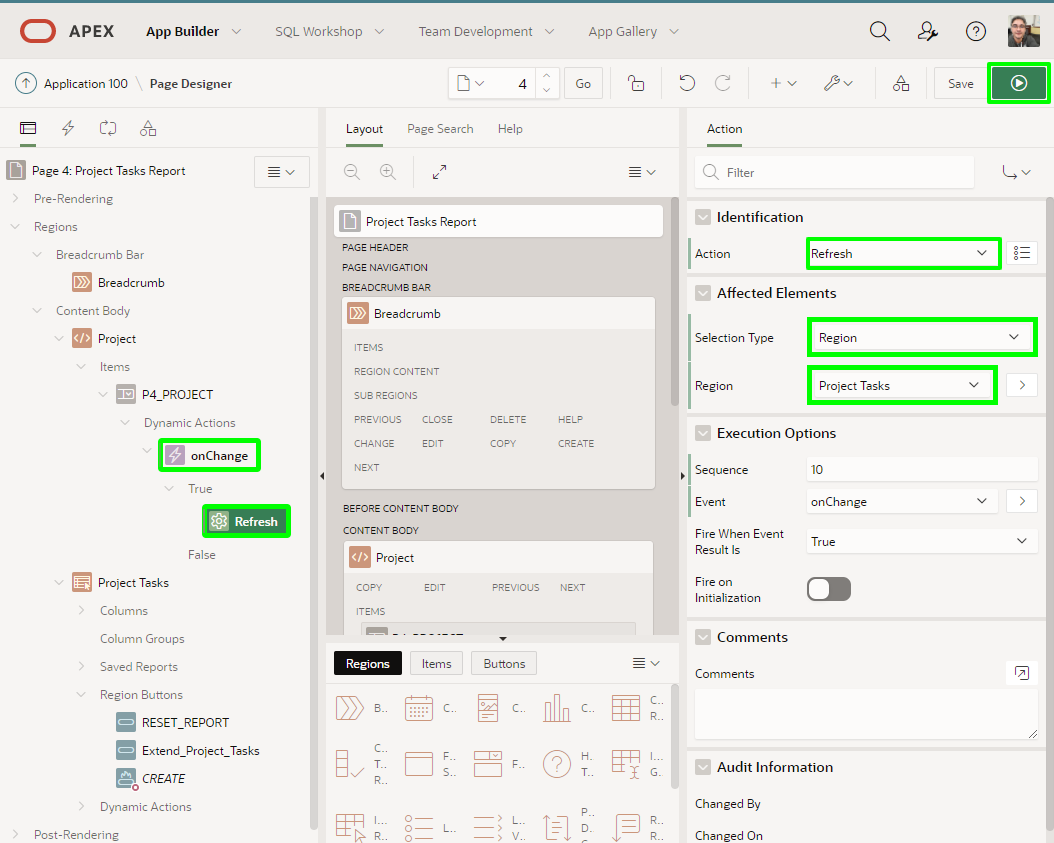 APEX App Builder SQL Workshop Team Development App Gallery
Application 100 \ Page Designer 4 Go Save
Layout Page Search Help
Action
Page 4: Project Tasks Report
Pre-Rendering
Regions
Breadcrumb Bar
Breadcrumb
Content Body
Project
Items
P4_PROJECT
Dynamic Actions
onChange
True
Refresh
False
Project Tasks
Columns
Column Groups
Saved Reports
Region Buttons
RESET_REPORT
Extend_Project_Tasks
CREATE
Dynamic Actions
Post-Rendering
Project Tasks Report
PAGE HEADER
PAGE NAVIGATION
BREADCRUMB BAR
Breadcrumb
ITEMS
REGION CONTENT
SUB REGIONS
PREVIOUS CLOSE DELETE HELP
CHANGE EDIT COPY CREATE
NEXT
BEFORE CONTENT BODY
CONTENT BODY
Project
COPY EDIT PREVIOUS NEXT
ITEMS
P4_PROJECT
Regions Items Buttons
B.. C.. C.. C.. C.. R..
C.. T.. R.. F.. S.. F.. H.. T.. I... G..
I... R.. L.. L.. V.. P.. D.. C.. R.. R..
Filter
Identification
Action Refresh
Affected Elements
Selection Type Region
Region Project Tasks
Execution Options
Sequence 10
Event onChange
Fire When Event
Result Is True
Fire on
Initialization
Comments
Comments
Audit Information
Changed By
Changed On